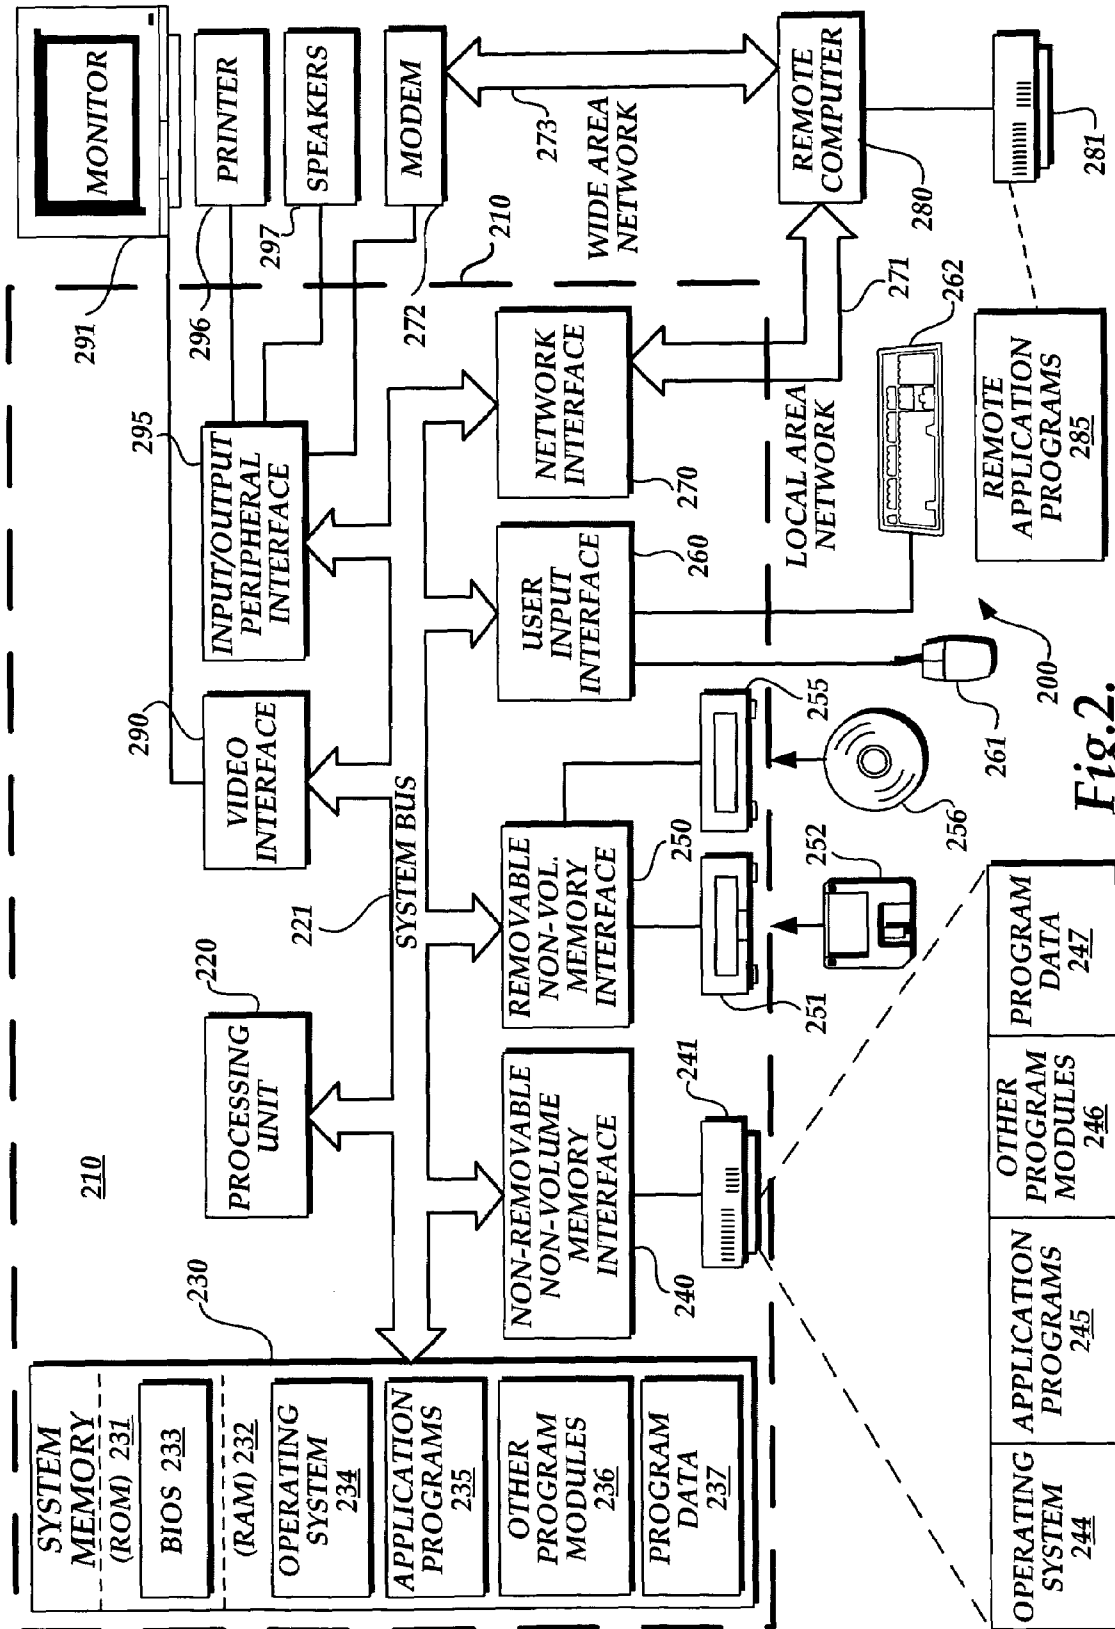 SYSTEM
MEMORY
(ROM) 231
BIOS 233
(RAM) 232
OPERATING
SYSTEM
234
APPLICATION
PROGRAMS
235
OTHER
PROGRAM
MODULES
236
PROGRAM
DATA
237
230
210
PROCESSING
UNIT
220
221
SYSTEM BUS
VIDEO
INTERFACE
290
INPUT/OUTPUT
PERIPHERAL
INTERFACE
295
MONITOR
291
PRINTER
296
SPEAKERS
297
MODEM
272
210
NON-REMOVABLE
NON-VOLUME
MEMORY
INTERFACE
240
241
REMOVABLE
NON-VOL.
MEMORY
INTERFACE
250
251
252
255
256
USER
INPUT
INTERFACE
260
261
262
NETWORK
INTERFACE
270
271
LOCAL AREA
NETWORK
WIDE AREA
NETWORK
273
REMOTE
COMPUTER
280
281
REMOTE
APPLICATION
PROGRAMS
285
200
OPERATING
SYSTEM
244
APPLICATION
PROGRAMS
245
OTHER
PROGRAM
MODULES
246
PROGRAM
DATA
247
Fig.2.